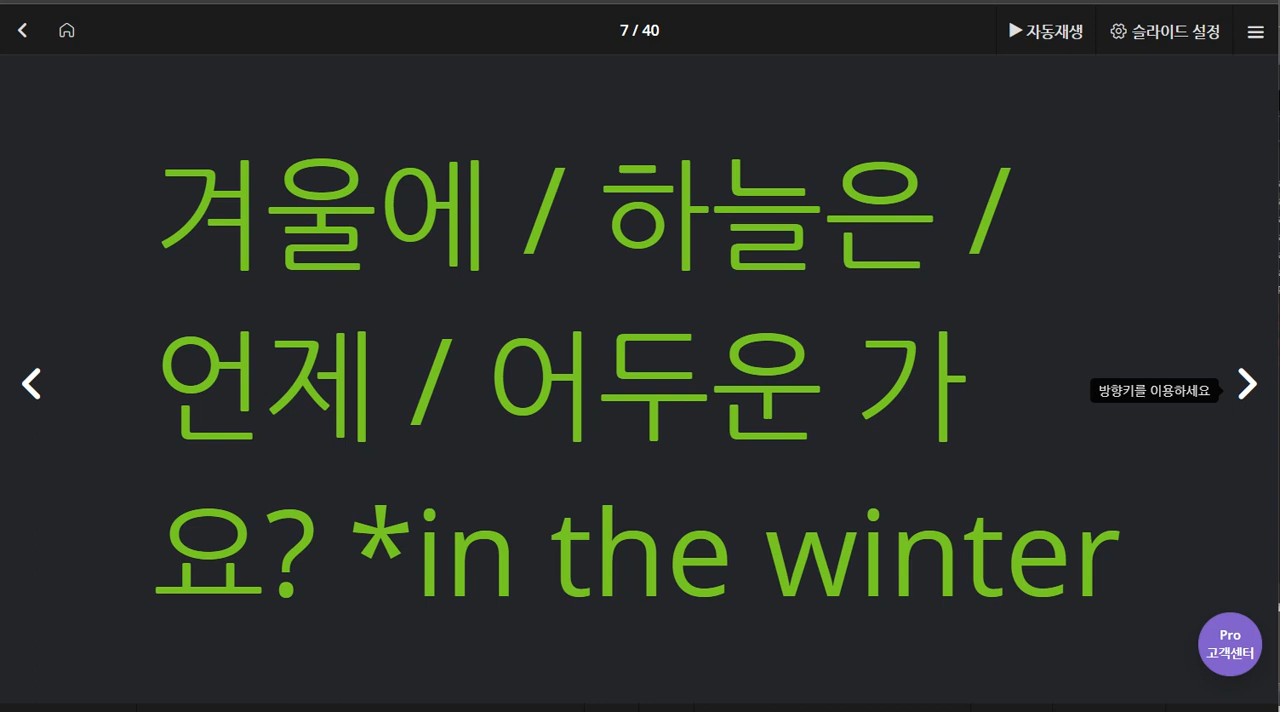 7 / 40
▶ 자동재생
슬라이드 설정
겨울에 / 하늘은 /
언제 / 어두운 가
요? *in the winter
방향키를 이용하세요
Pro
고객센터